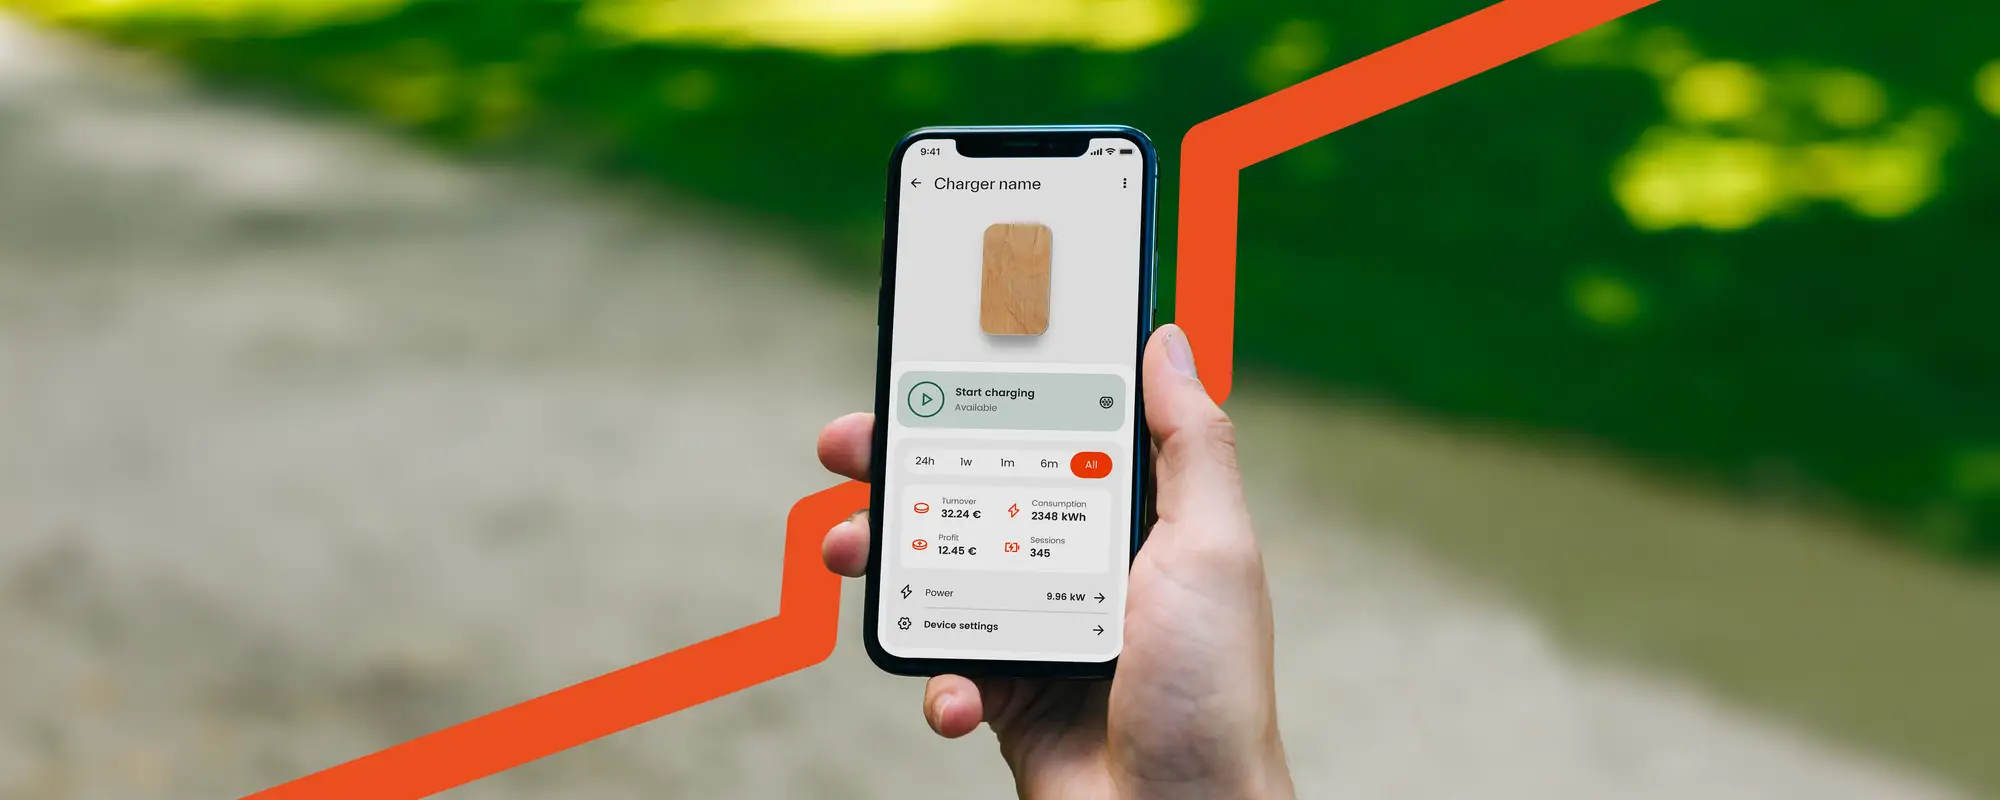 9:41
Charger name
Start charging
Available
24h 1w 1m 6m All
Turnover Consumption
32.24 € 2348 kWh
Profit Sessions
12.45 € 345
Power 9.96 kW
Device settings